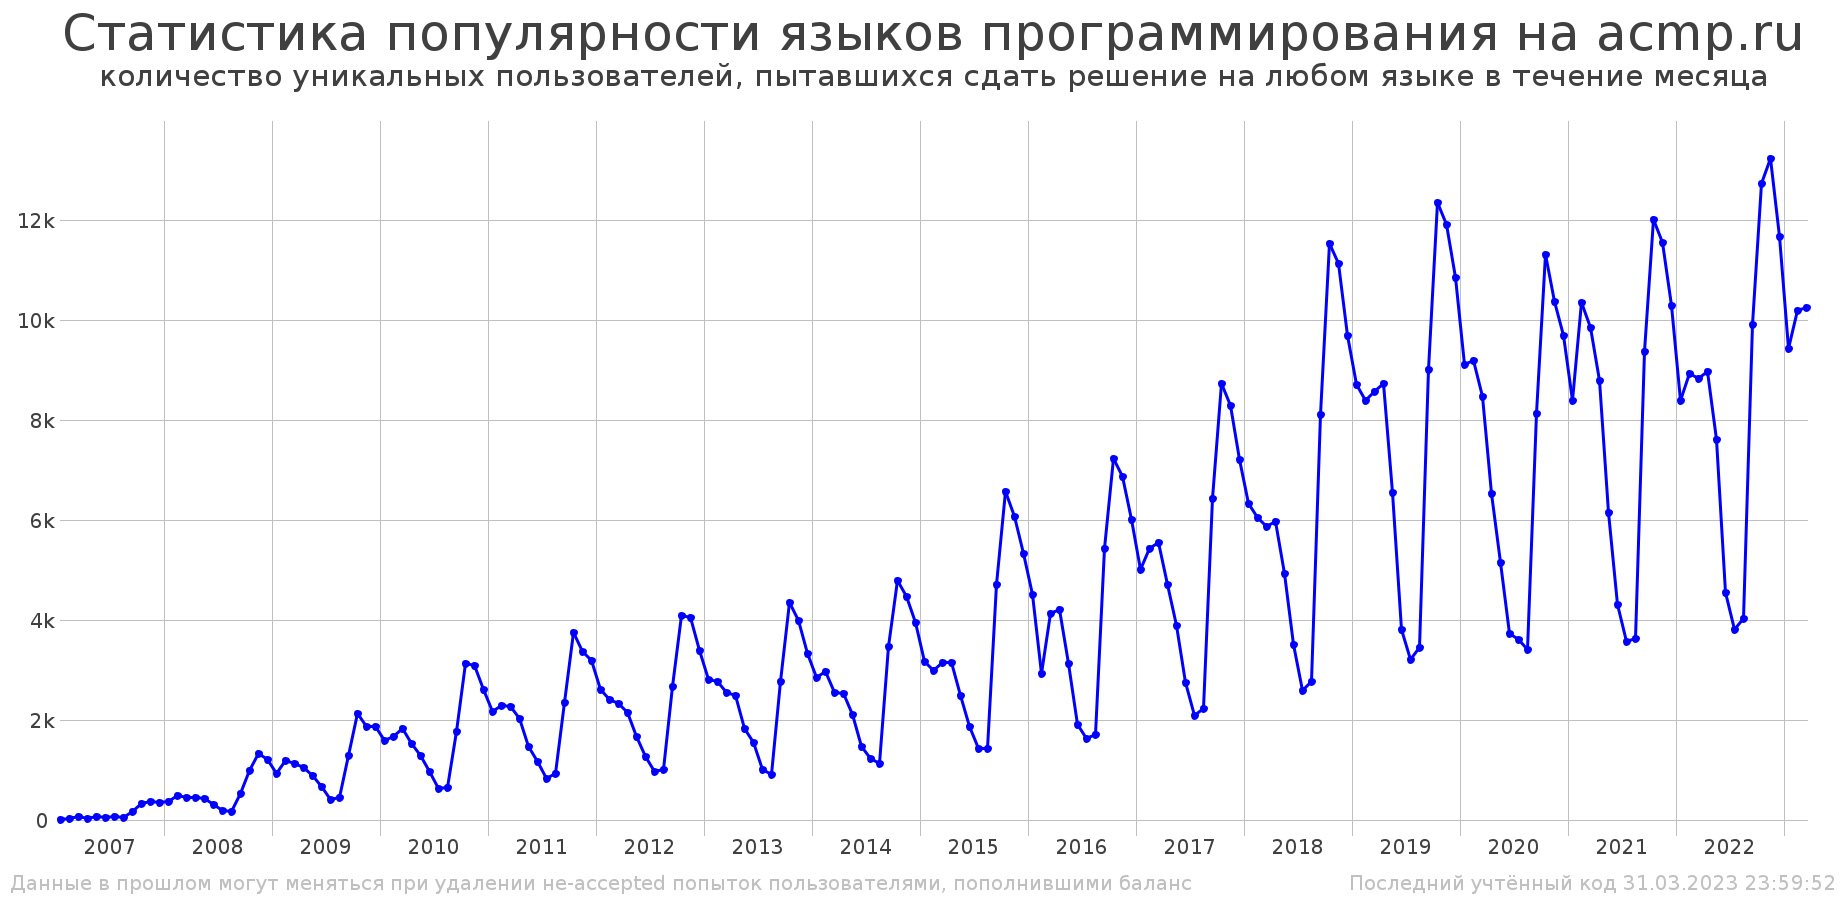 Статистика популярности языков программирования на acmp.ru
количество уникальных пользователей, пытавшихся сдать решение на любом языке в течение месяца
12k
10k
8k
6k
4k
2k
0
2007 2008 2009 2010 2011 2012 2013 2014 2015 2016 2017 2018 2019 2020 2021 2022
Данные в прошлом могут меняться при удалении не-accepted попыток пользователями, пополнившими баланс
Последний учтённый код 31.03.2023 23:59:52